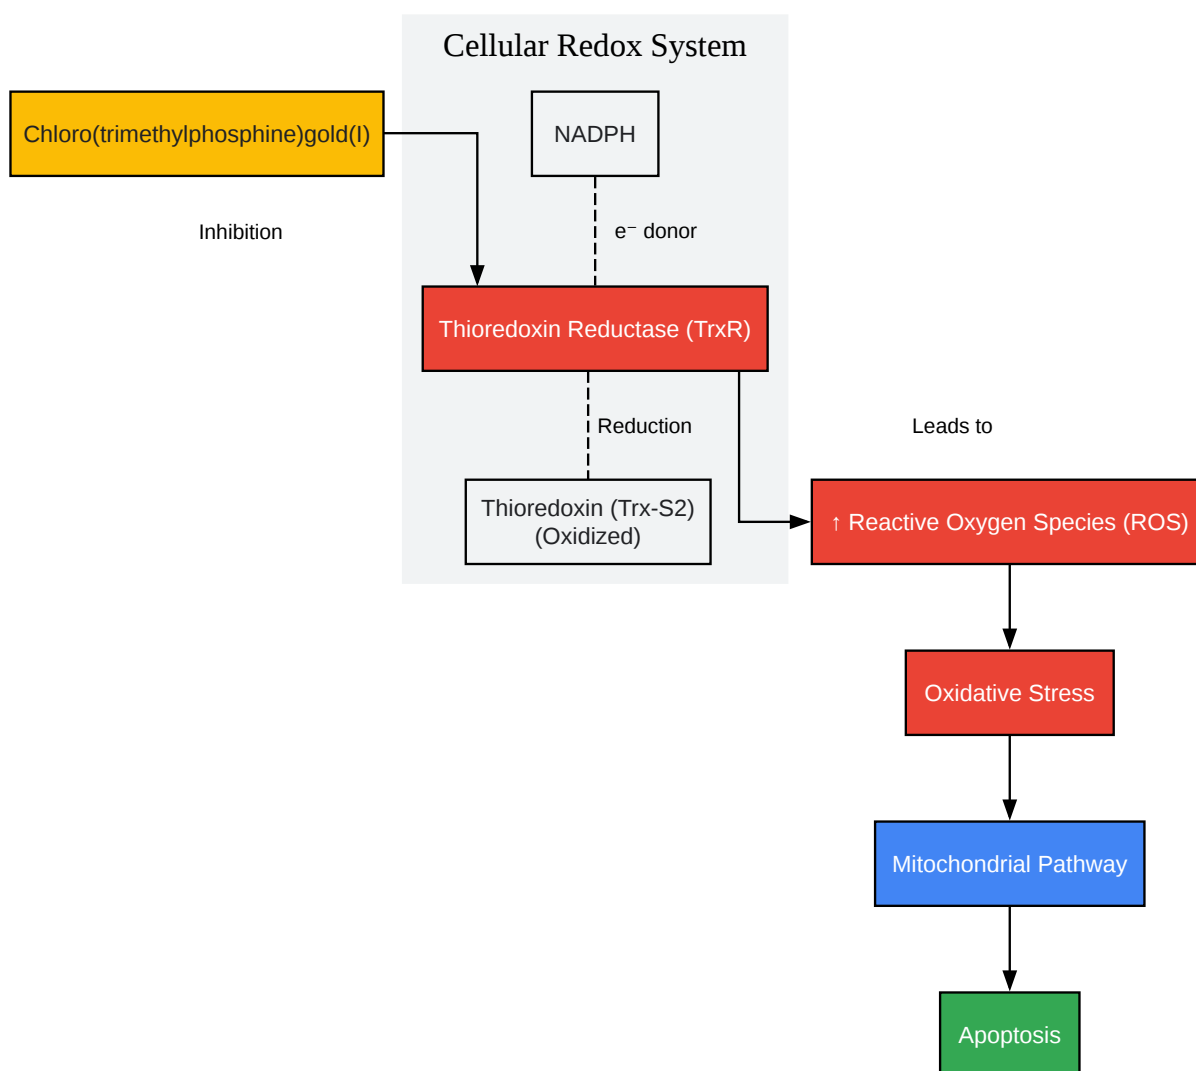 Cellular Redox System
Chloro(trimethylphosphine)gold(I)
NADPH
Inhibition
e⁻ donor
Thioredoxin Reductase (TrxR)
Reduction
Leads to
Thioredoxin (Trx-S2)
(Oxidized)
↑ Reactive Oxygen Species (ROS)
Oxidative Stress
Mitochondrial Pathway
Apoptosis